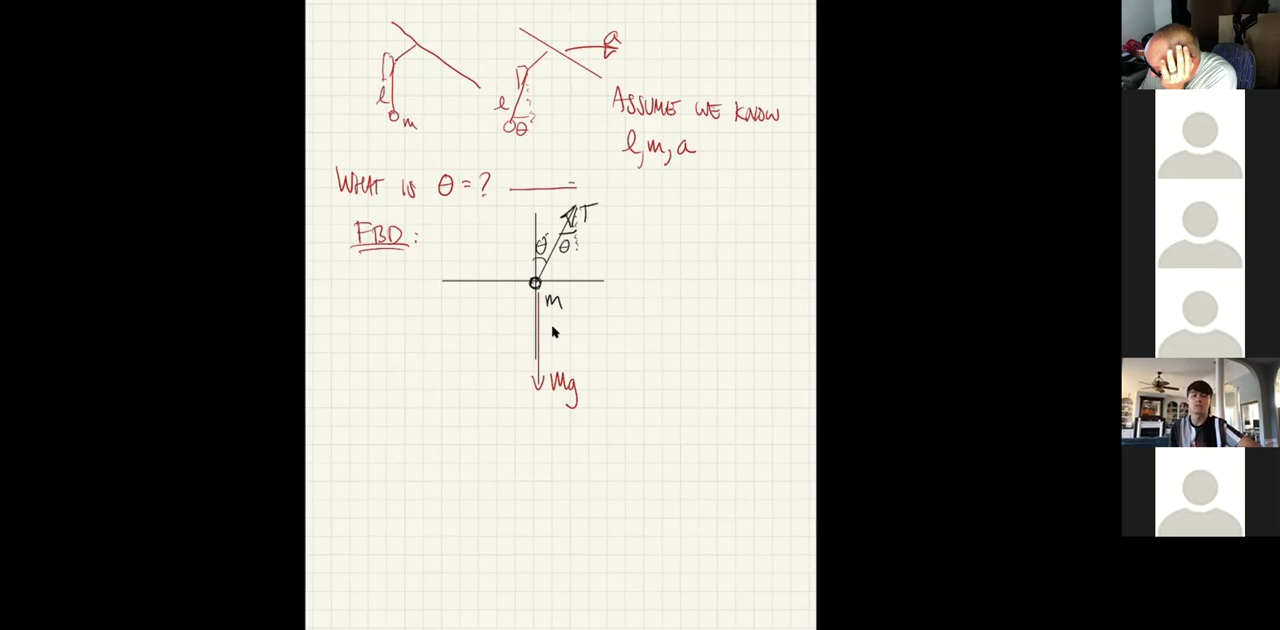 a
l
m
l
θ
ASSUME WE KNOW
l, m, a
WHAT IS θ = ?
FBD:
T
θ
θ
m
mg